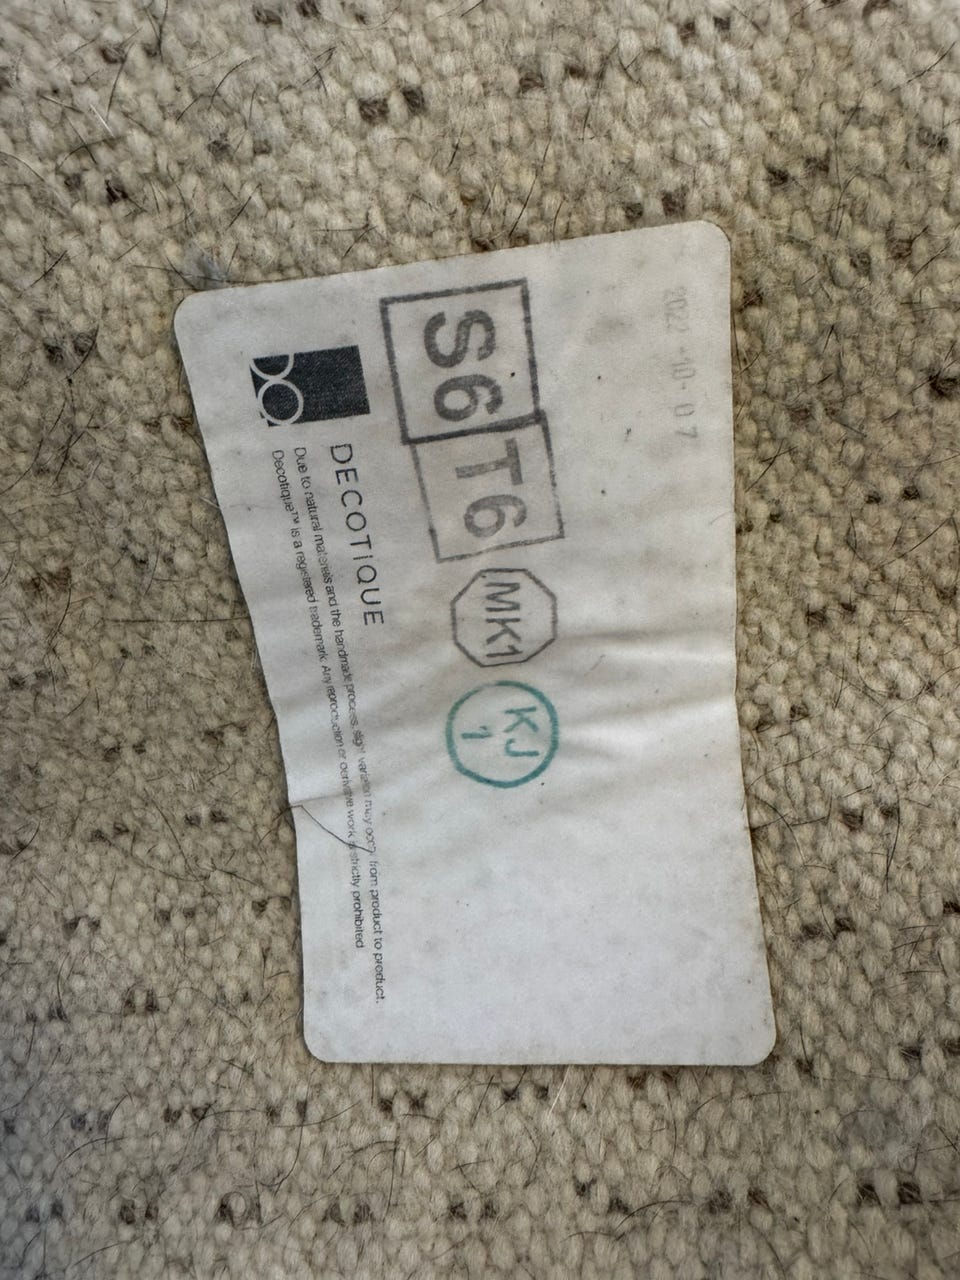 2022 -10- 07
S6 T6 MK1 KJ
1
DECOTIQUE
Due to natural materials and the handmade process, slight variation may occur from product to product.
Decotique™ is a registered trademark. Any reproduction or derivative work is strictly prohibited